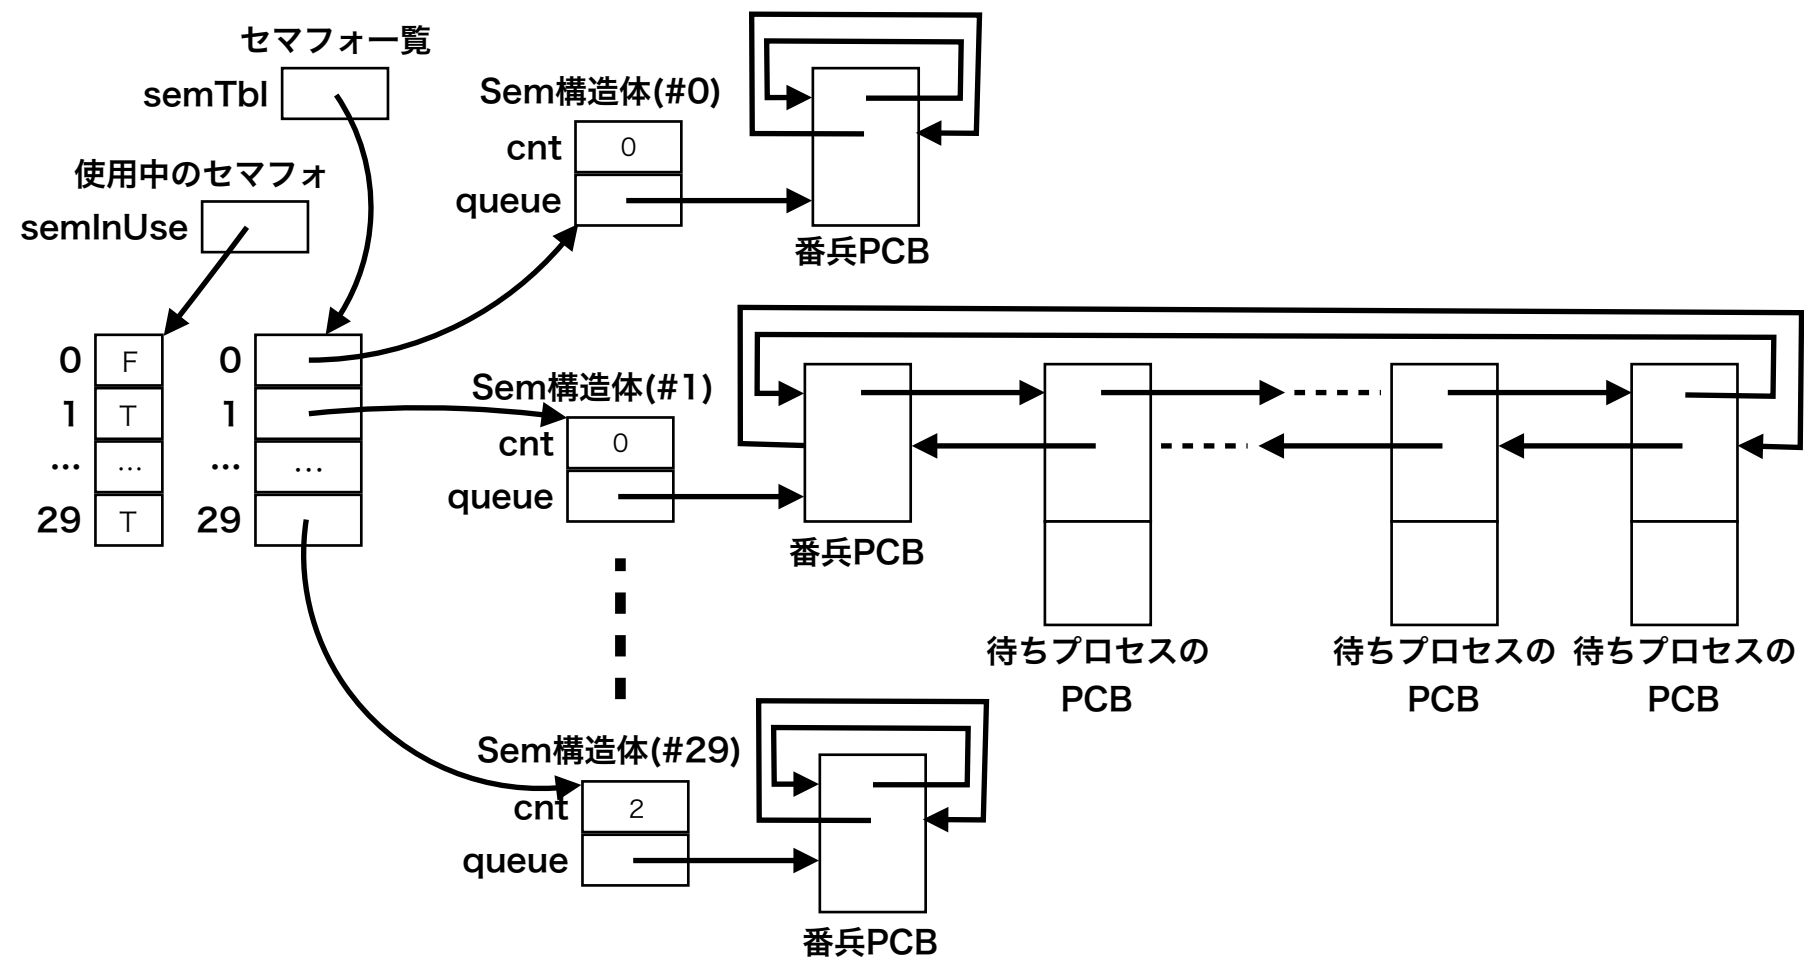 セマフォ一覧
semTbl
使用中のセマフォ
semInUse
0 F
1 T
... ...
29 T
0
1
... ...
29
Sem構造体(#0)
cnt 0
queue
番兵PCB
Sem構造体(#1)
cnt 0
queue
番兵PCB
待ちプロセスの
PCB
待ちプロセスの
PCB
待ちプロセスの
PCB
Sem構造体(#29)
cnt 2
queue
番兵PCB